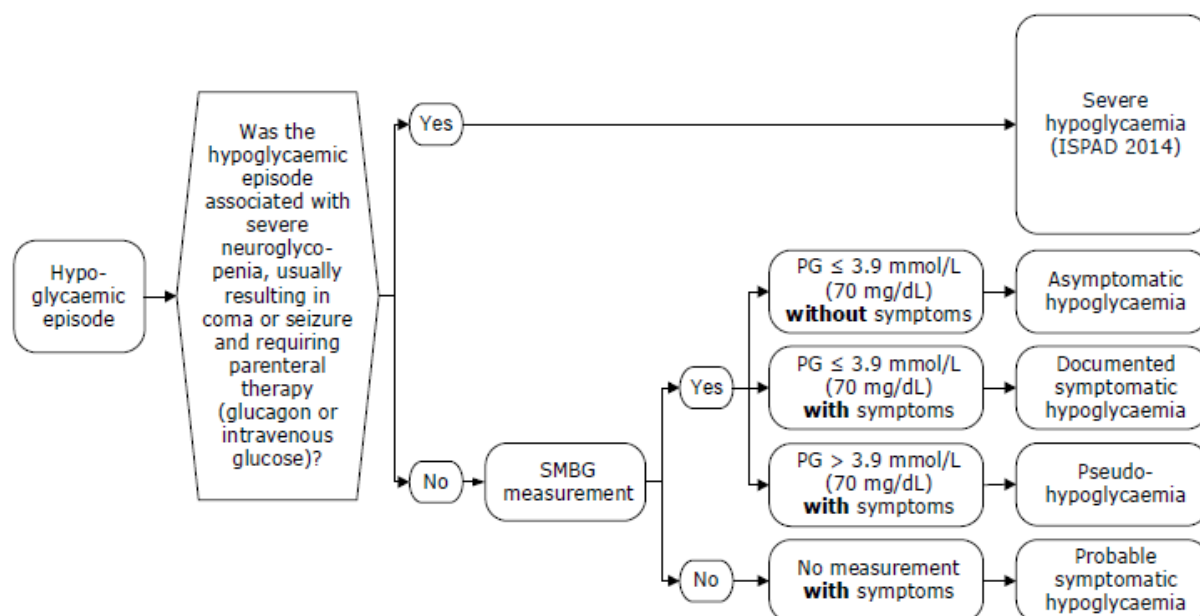 Hypo-
glycaemic
episode
Was the
hypoglycaemic
episode
associated with
severe
neuroglyco-
penia, usually
resulting in
coma or seizure
and requiring
parenteral
therapy
(glucagon or
intravenous
glucose)?
Yes
Severe
hypoglycaemia
(ISPAD 2014)
No
SMBG
measurement
Yes
PG ≤ 3.9 mmol/L
(70 mg/dL)
without symptoms
Asymptomatic
hypoglycaemia
PG ≤ 3.9 mmol/L
(70 mg/dL)
with symptoms
Documented
symptomatic
hypoglycaemia
PG > 3.9 mmol/L
(70 mg/dL)
with symptoms
Pseudo-
hypoglycaemia
No
No measurement
with symptoms
Probable
symptomatic
hypoglycaemia